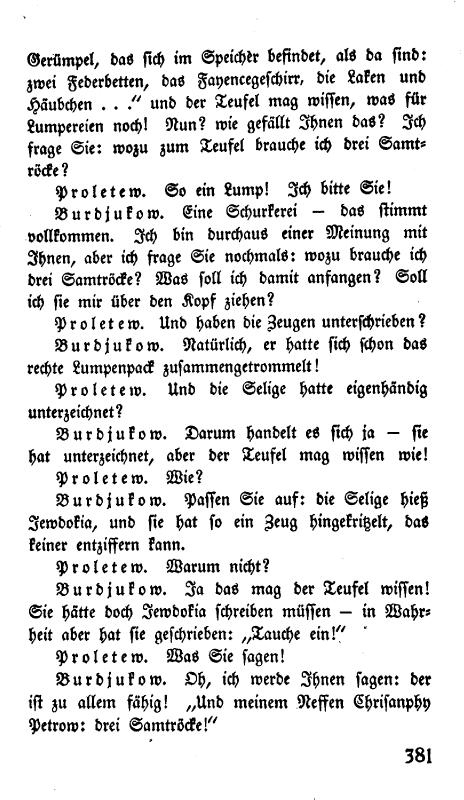 Gerümpel, das sich im Speicher befindet, als da sind:
zwei Federbetten, das Fayencegeschirr, die Laken und
Häubchen . . .“ und der Teufel mag wissen, was für
Lumpereien noch! Nun? wie gefällt Ihnen das? Ich
frage Sie: wozu zum Teufel brauche ich drei Samt-
röcke?
Proletew. So ein Lump! Ich bitte Sie!
Burdjukow. Eine Schurkerei — das stimmt
vollkommen. Ich bin durchaus einer Meinung mit
Ihnen, aber ich frage Sie nochmals: wozu brauche ich
drei Samtröcke? Was soll ich damit anfangen? Soll
ich sie mir über den Kopf ziehen?
Proletew. Und haben die Zeugen unterschrieben?
Burdjukow. Natürlich, er hatte sich schon das
rechte Lumpenpack zusammengetrommelt!
Proletew. Und die Selige hatte eigenhändig
unterzeichnet?
Burdjukow. Darum handelt es sich ja — sie
hat unterzeichnet, aber der Teufel mag wissen wie!
Proletew. Wie?
Burdjukow. Passen Sie auf: die Selige hieß
Jewdokia, und sie hat so ein Zeug hingekritzelt, das
keiner entziffern kann.
Proletew. Warum nicht?
Burdjukow. Ja das mag der Teufel wissen!
Sie hätte doch Jewdokia schreiben müssen — in Wahr-
heit aber hat sie geschrieben: „Tauche ein!“
Proletew. Was Sie sagen!
Burdjukow. Oh, ich werde Ihnen sagen: der
ist zu allem fähig! „Und meinem Neffen Chrisanphy
Petrow: drei Samtröcke!“
381